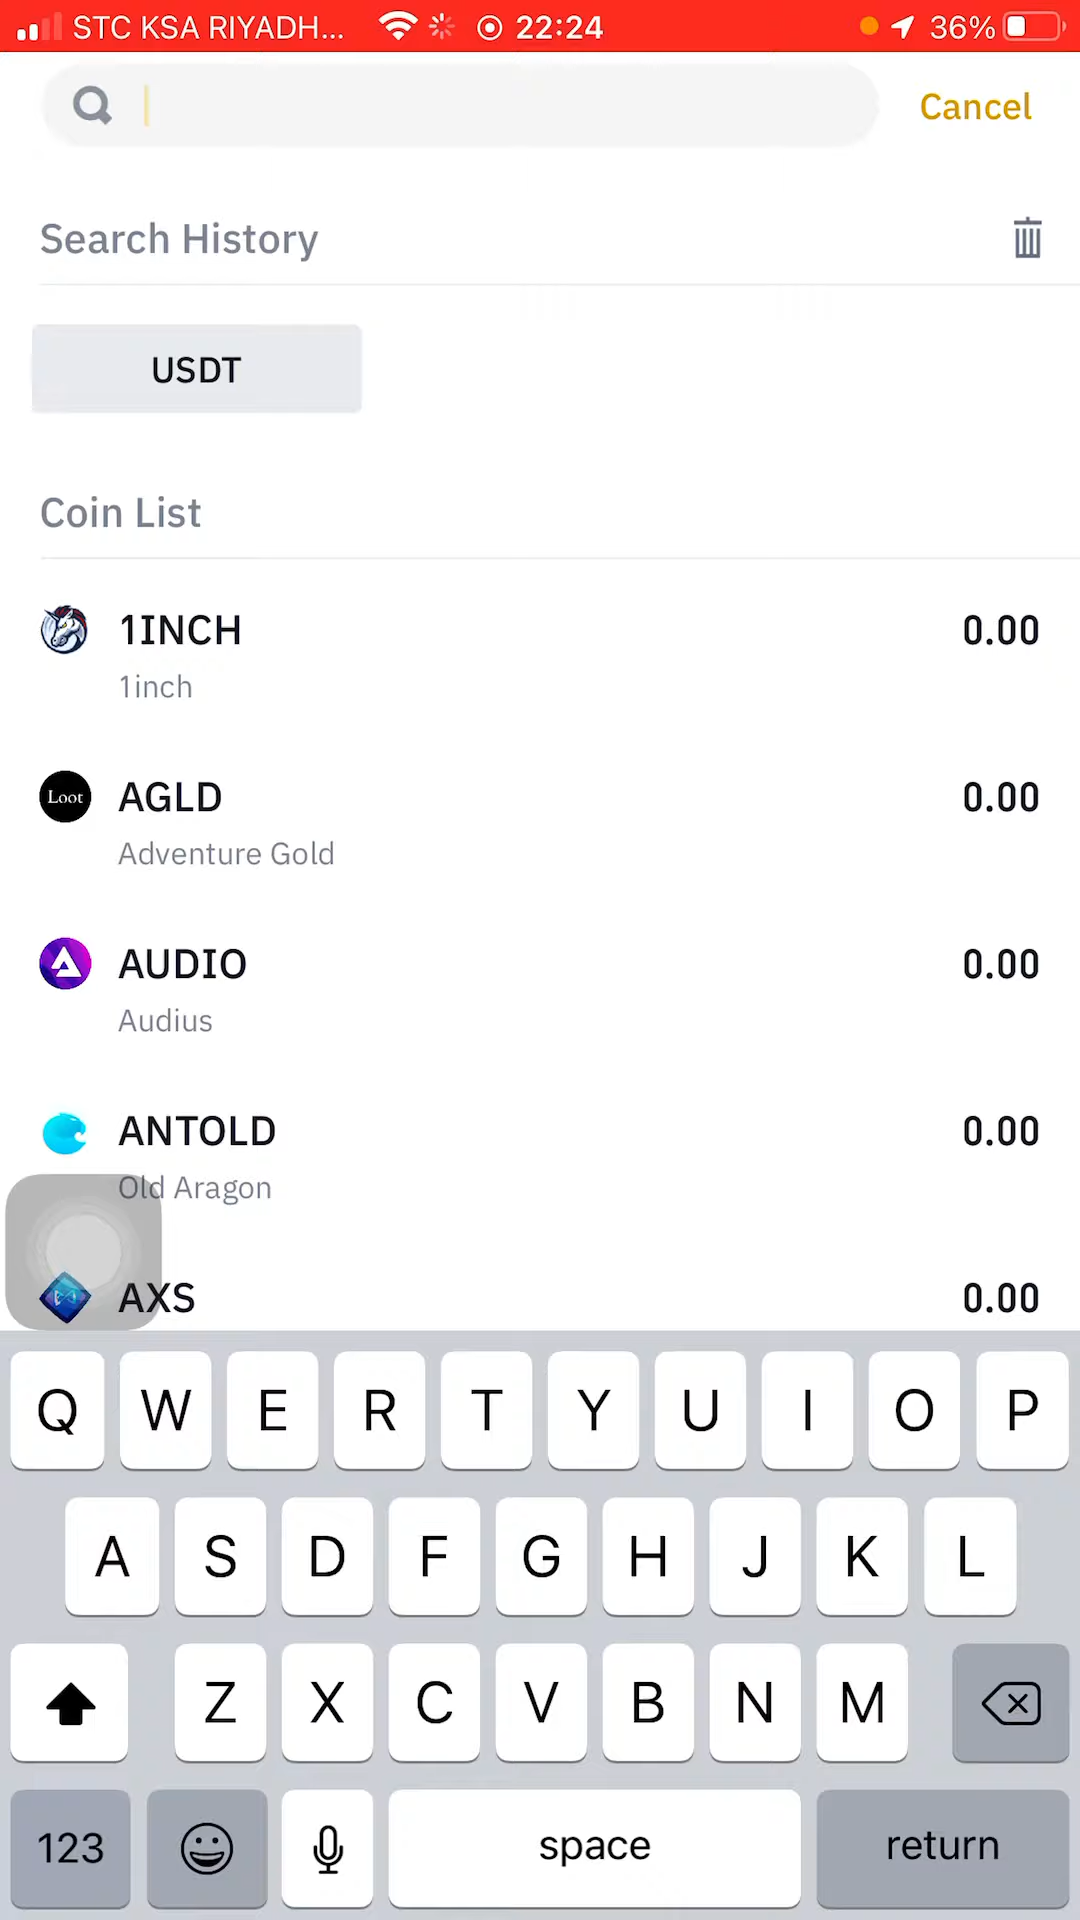 STC KSA RIYADH... 22:24 36%
Cancel
Search History
USDT
Coin List
1INCH 0.00
1inch
Loot AGLD 0.00
Adventure Gold
AUDIO 0.00
Audius
ANTOLD 0.00
Old Aragon
AXS 0.00
Q W E R T Y U I O P
A S D F G H J K L
Z X C V B N M
123 space return